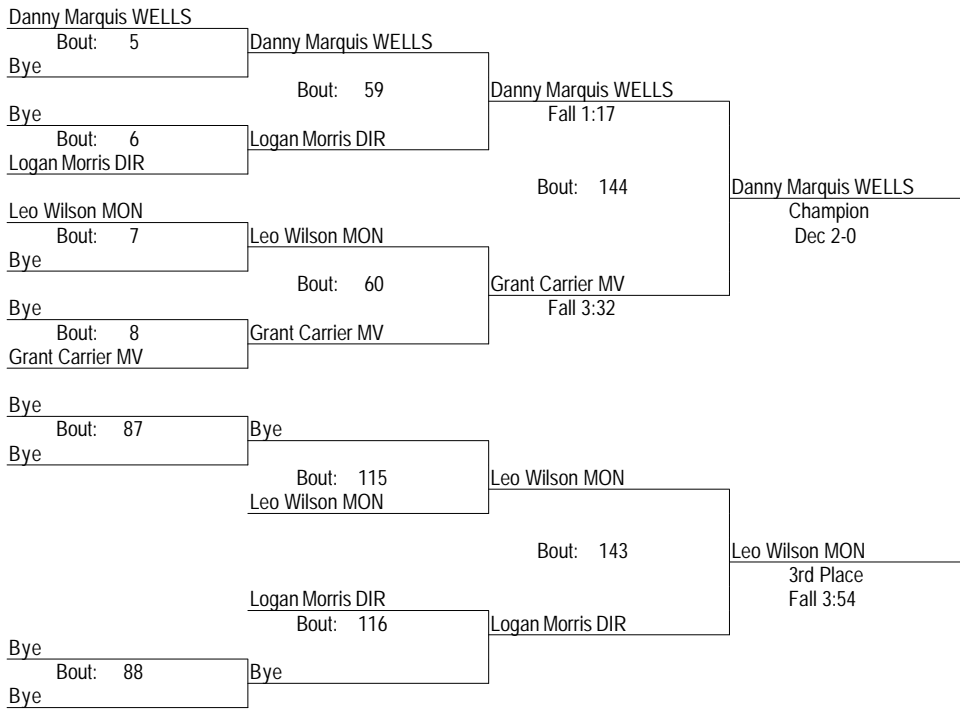 Danny Marquis WELLS
Bout: 5
Bye
Danny Marquis WELLS
Bout: 59
Bye
Bout: 6
Logan Morris DIR
Logan Morris DIR
Danny Marquis WELLS
Fall 1:17
Bout: 144
Leo Wilson MON
Bout: 7
Bye
Leo Wilson MON
Bout: 60
Bye
Bout: 8
Grant Carrier MV
Grant Carrier MV
Grant Carrier MV
Fall 3:32
Danny Marquis WELLS
Champion
Dec 2-0
Bye
Bout: 87
Bye
Bye
Bout: 115
Leo Wilson MON
Leo Wilson MON
Bout: 143
Logan Morris DIR
Bout: 116
Bye
Bout: 88
Bye
Bye
Logan Morris DIR
Leo Wilson MON
3rd Place
Fall 3:54